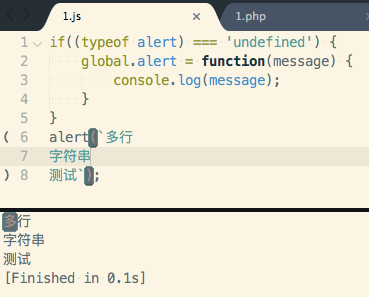 1.js × 1.php
1 if((typeof alert) === 'undefined') {
2 global.alert = function(message) {
3 console.log(message);
4 }
5 }
( 6 alert(`多行
7 字符串
) 8 测试`);
多行
字符串
测试
[Finished in 0.1s]